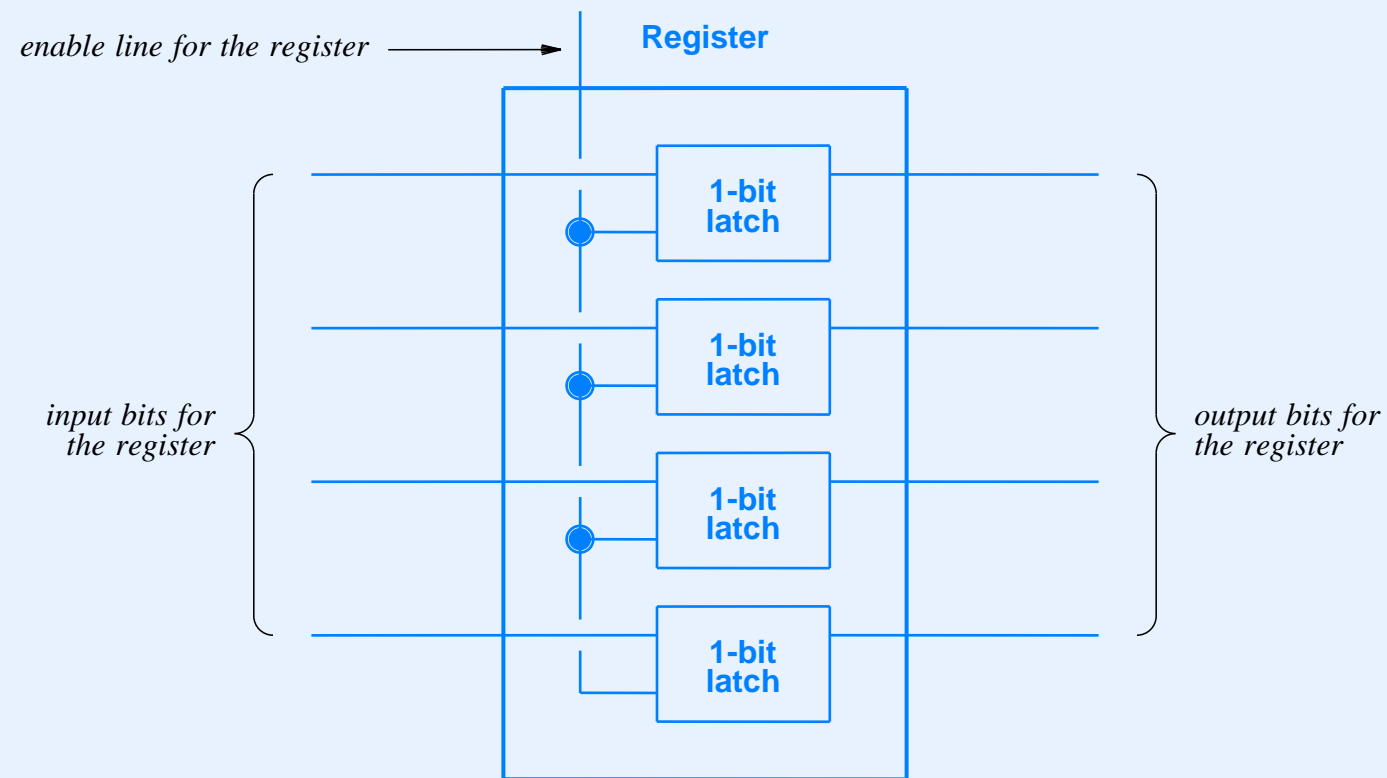 Register
enable line for the register
1-bit
latch
1-bit
latch
input bits for
the register
output bits for
the register
1-bit
latch
1-bit
latch